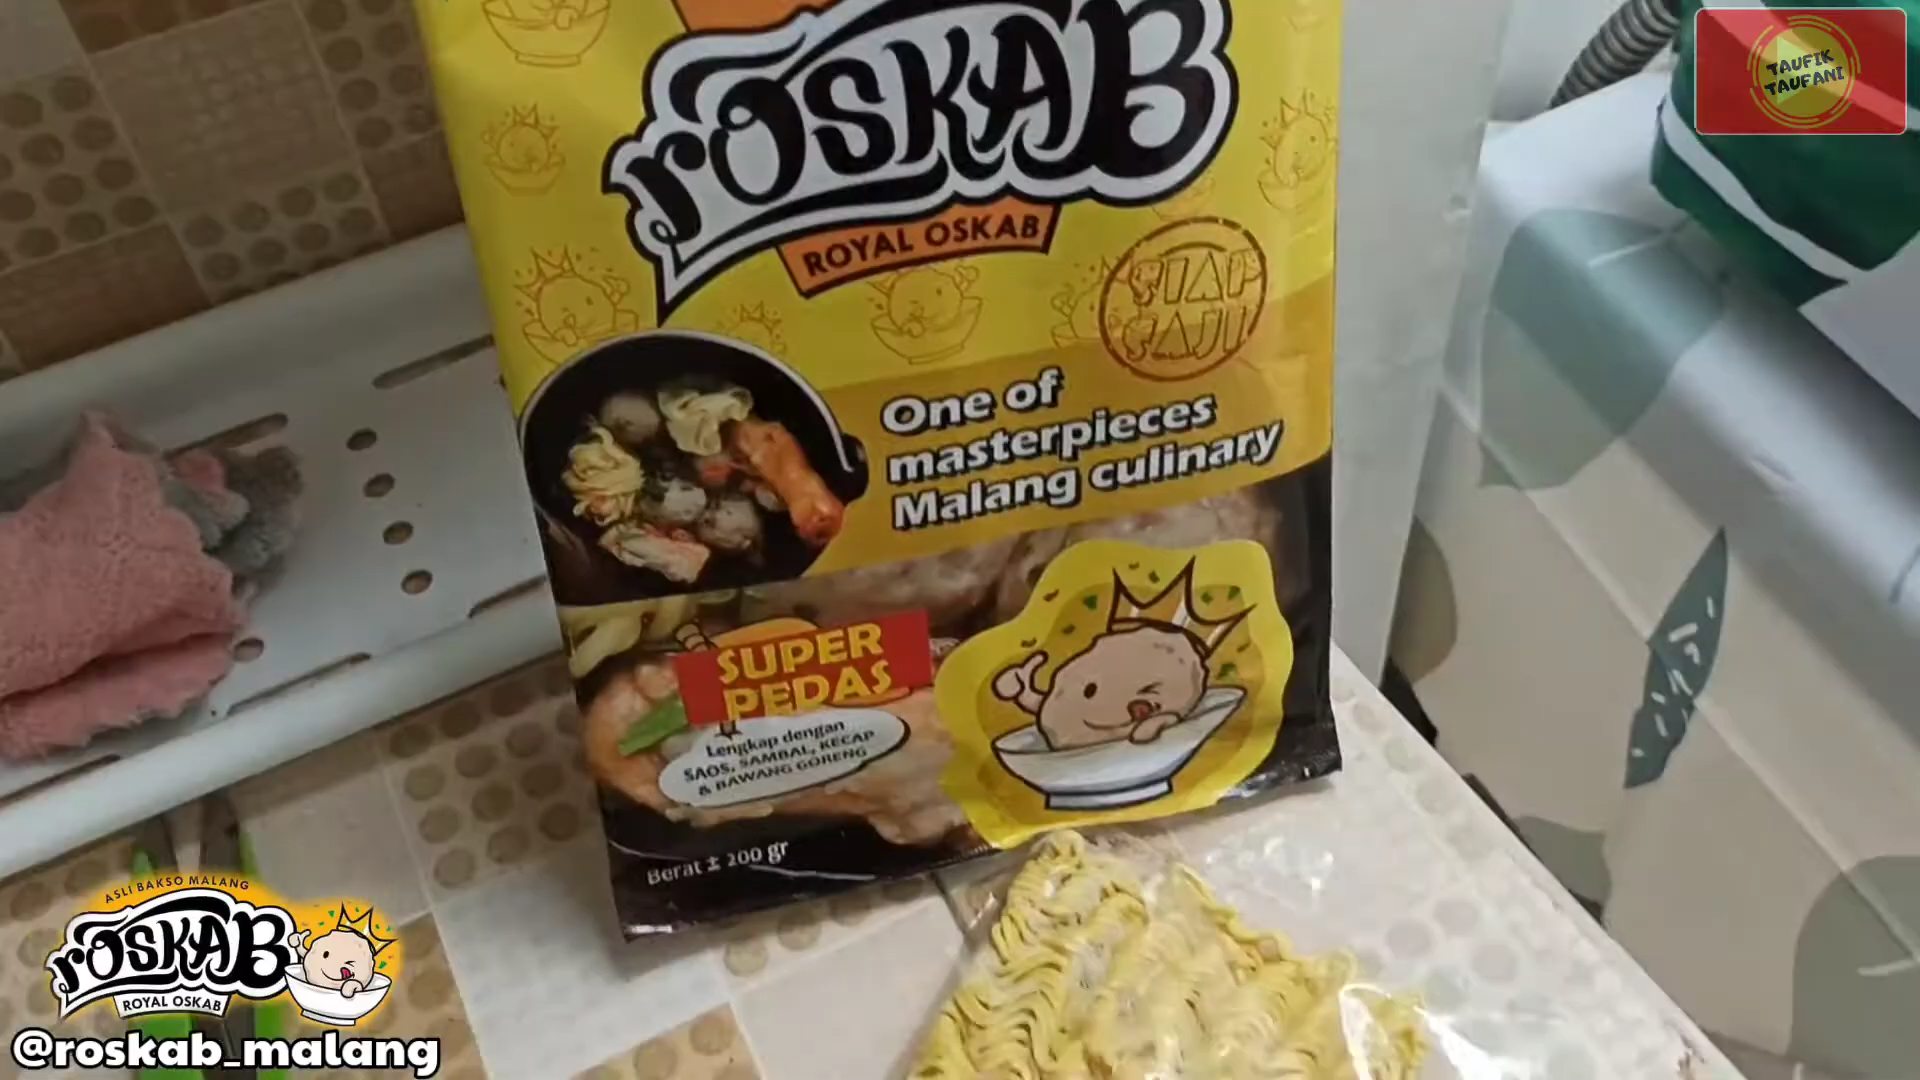 rOSKAB
ROYAL OSKAB
SIAP
SAJI
One of
masterpieces
Malang culinary
SUPER
PEDAS
Lengkap dengan
SAOS, SAMBAL, KECAP
& BAWANG GORENG
Berat ± 200 gr
TAUFIK
TAUFANI
ASLI BAKSO MALANG
rOSKAB
ROYAL OSKAB
@roskab_malang